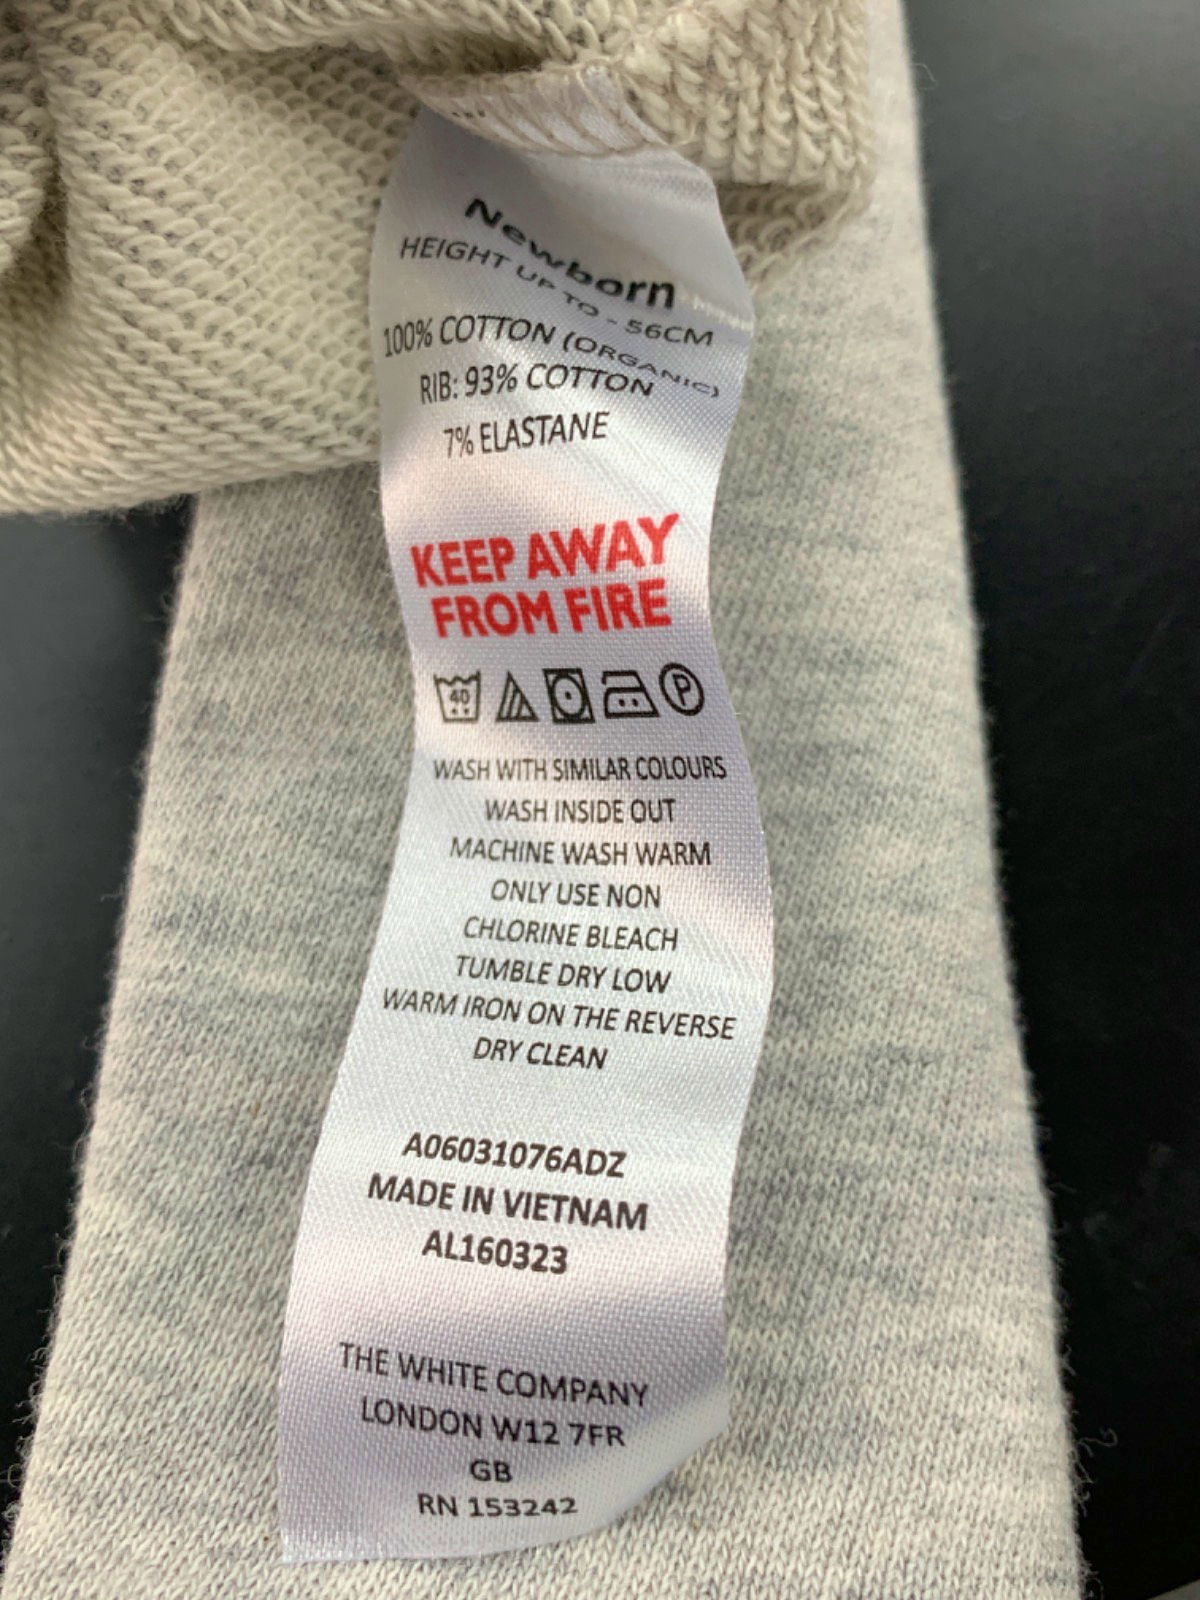 Newborn
HEIGHT UP TO - 56CM
100% COTTON (ORGANIC)
RIB: 93% COTTON
7% ELASTANE
KEEP AWAY
FROM FIRE
40
P
WASH WITH SIMILAR COLOURS
WASH INSIDE OUT
MACHINE WASH WARM
ONLY USE NON
CHLORINE BLEACH
TUMBLE DRY LOW
WARM IRON ON THE REVERSE
DRY CLEAN
A06031076ADZ
MADE IN VIETNAM
AL160323
THE WHITE COMPANY
LONDON W12 7FR
GB
RN 153242